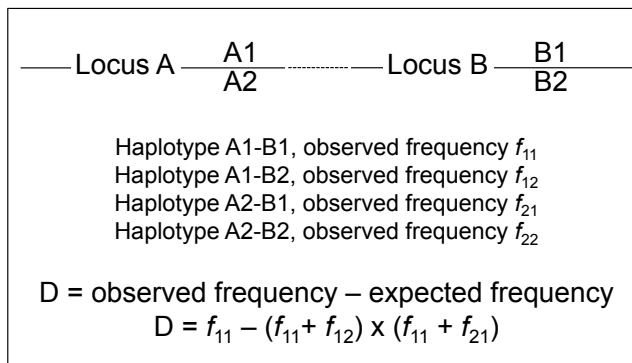 Locus A A1 Locus B B1
A2 B2
Haplotype A1-B1, observed frequency f11
Haplotype A1-B2, observed frequency f12
Haplotype A2-B1, observed frequency f21
Haplotype A2-B2, observed frequency f22
D = observed frequency – expected frequency
D = f11 – (f11+ f12) x (f11 + f21)